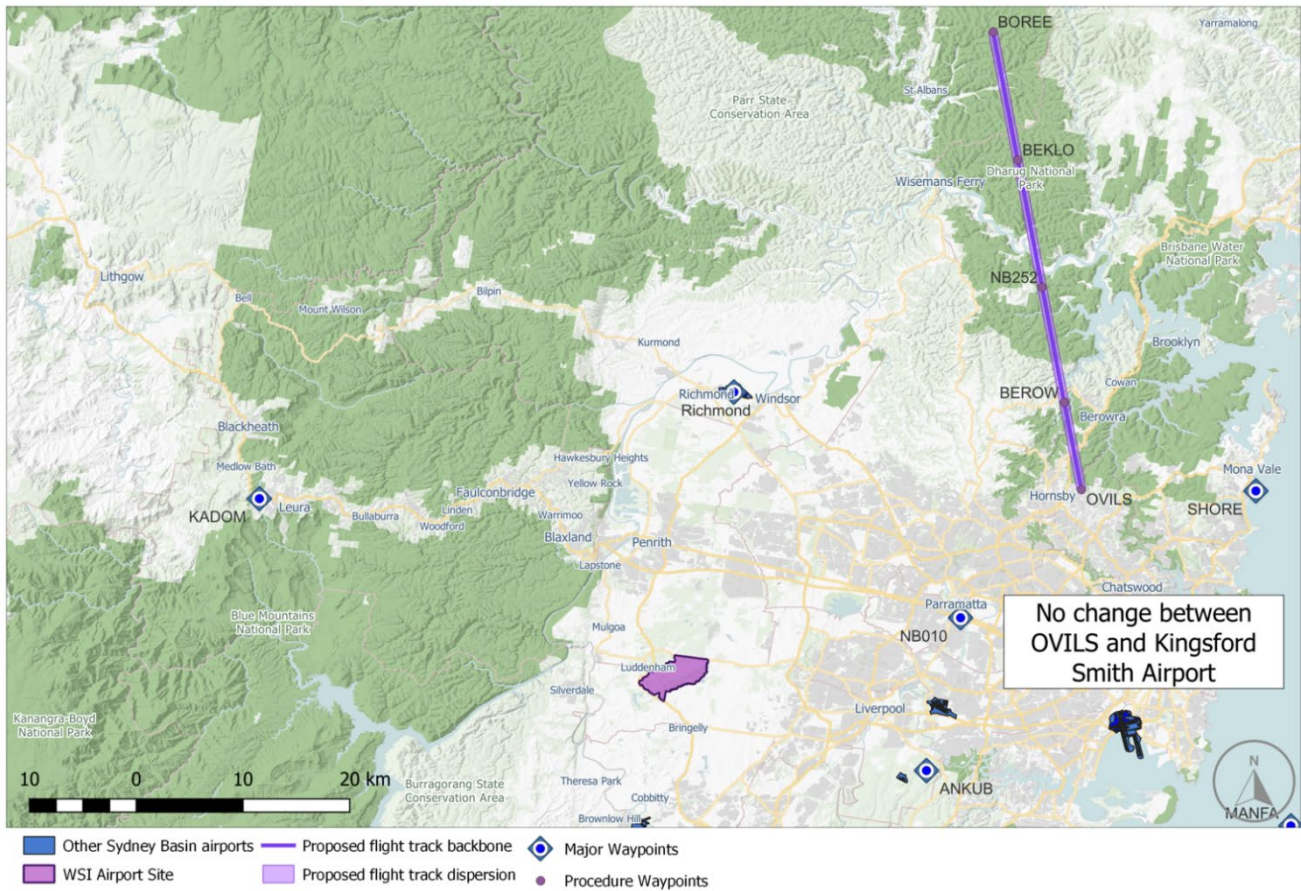 BOREE
Yarramalong
St Albans
Parr State
Conservation Area
BEKLO
Dharug National
Park
Wisemans Ferry
Brisbane Water
National Park
Lithgow
NB252
Bell
Bilpin
Mount Wilson
Kurmond
Brooklyn
Cowan
Richmond
Windsor
Richmond
BEROW
Berowra
Blackheath
Hawkesbury Heights
Medlow Bath
Mona Vale
Yellow Rock
Faulconbridge
Hornsby
OVILS
KADOM
Leura
Linden
SHORE
Bullaburra
Woodford
Warrimoo
Blaxland
Penrith
Lapstone
Chatswood
Parramatta
Blue Mountains
National Park
Mulgoa
NB010
No change between
OVILS and Kingsford
Smith Airport
Luddenham
Silverdale
Liverpool
Kanangra-Boyd
National Park
Bringelly
10 0 10 20 km
Burragorang State
Conservation Area
Theresa Park
ANKUB
N
Cobbitty
MANFA
Brownlow Hill
Other Sydney Basin airports
Proposed flight track backbone
Major Waypoints
WSI Airport Site
Proposed flight track dispersion
Procedure Waypoints